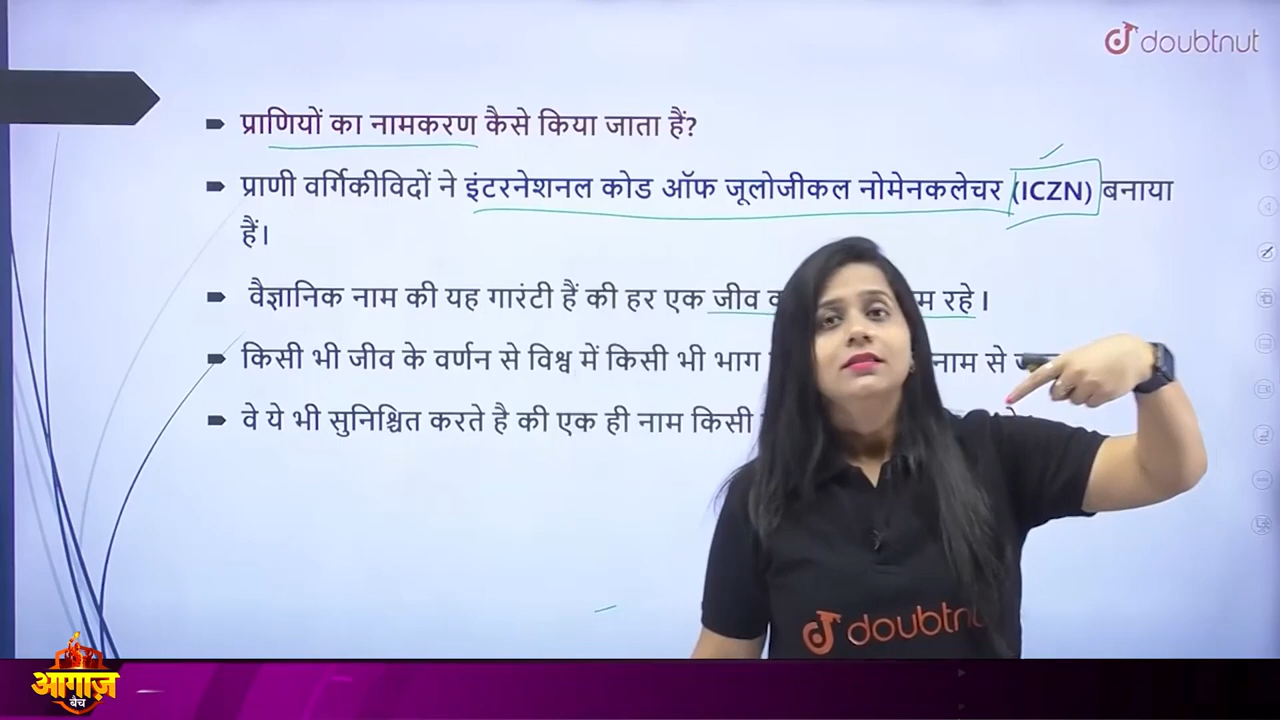 doubtnut
प्राणियों का नामकरण कैसे किया जाता हैं?
प्राणी वर्गिकीविदों ने इंटरनेशनल कोड ऑफ जूलोजीकल नोमेनकलेचर (ICZN) बनाया
हैं।
वैज्ञानिक नाम की यह गारंटी हैं की हर एक जीव रहे ।
किसी भी जीव के वर्णन से विश्व में किसी भी भाग नाम से
वे ये भी सुनिश्चित करते है की एक ही नाम किसी
doubtnut
आगाज़
बैच